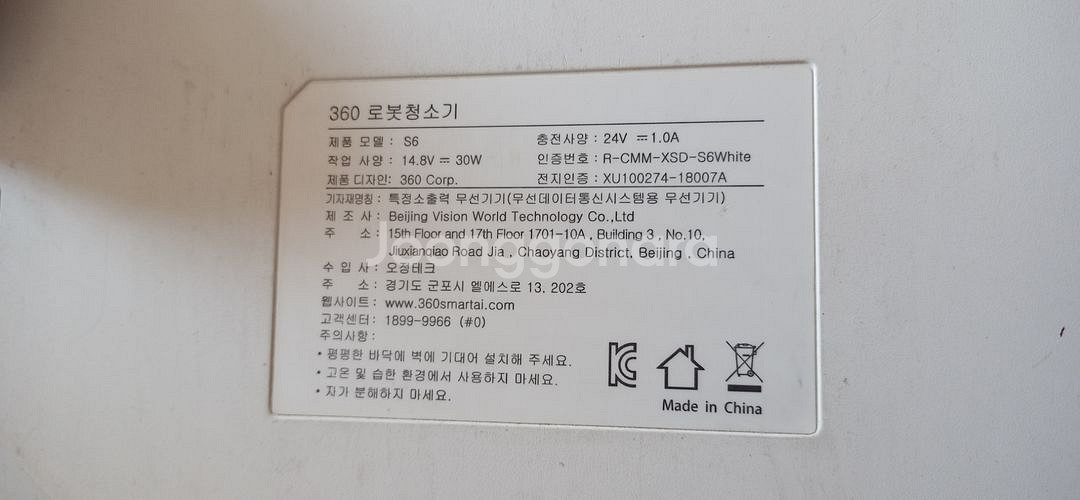 360 로봇청소기
제품 모델 : S6
충전사양 : 24V ⎓1.0A
작업 사양 : 14.8V ⎓ 30W
인증번호 : R-CMM-XSD-S6White
제품 디자인: 360 Corp.
전지인증 : XU100274-18007A
기자재명칭 : 특정소출력 무선기기(무선데이터통신시스템용 무선기기)
제 조 사 : Beijing Vision World Technology Co.,Ltd
주 소 : 15th Floor and 17th Floor 1701-10A , Building 3 , No.10,
Jiuxianqiao Road Jia , Chaoyang District, Beijing , China
Joonggonara
수 입 사 : 오정테크
주 소 : 경기도 군포시 엘에스로 13, 202호
웹사이트 : www.360smartai.com
고객센터 : 1899-9966 (#0)
주의사항 :
• 평평한 바닥에 벽에 기대어 설치해 주세요.
• 고온 및 습한 환경에서 사용하지 마세요.
• 자가 분해하지 마세요.
Made in China